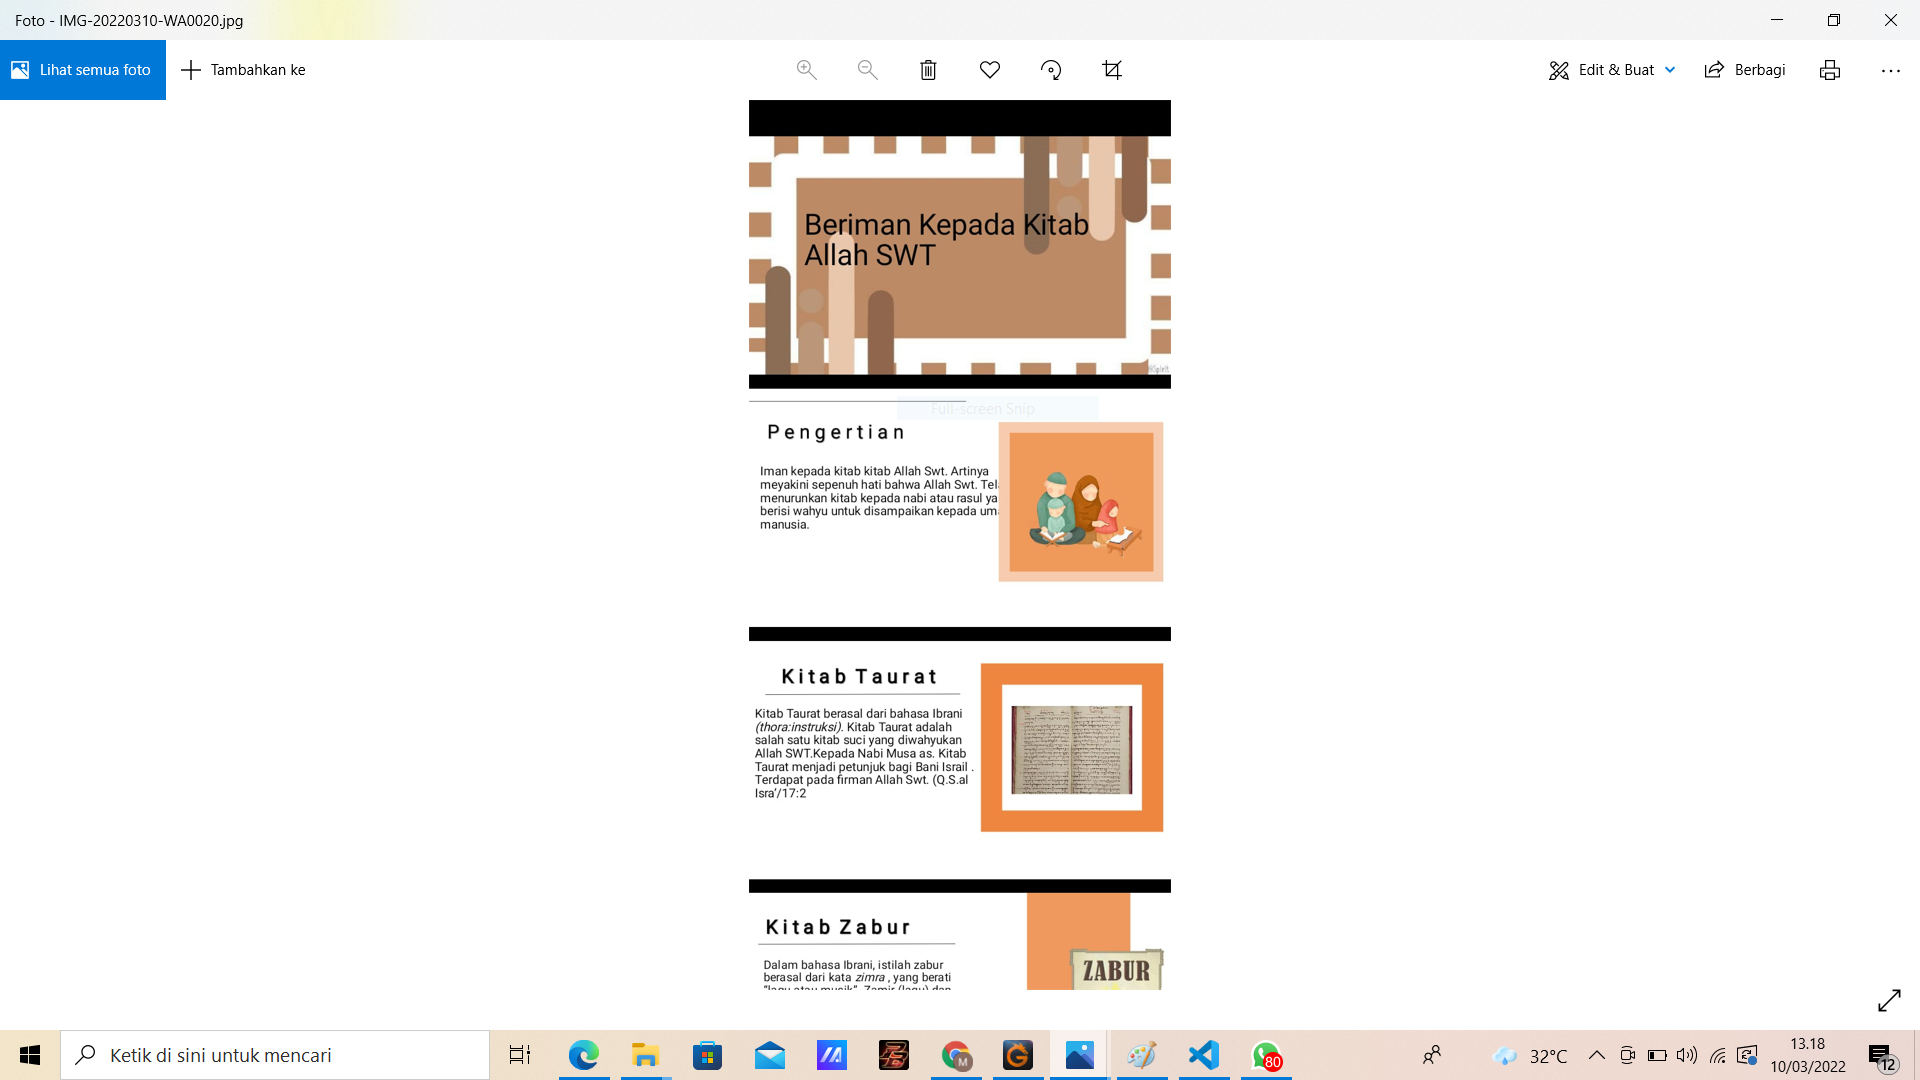 Foto - IMG-20220310-WA0020.jpg
Lihat semua foto
Tambahkan ke
Edit & Buat
Berbagi
Beriman Kepada Kitab
Allah SWT
Full-screen Snip
Pengertian
Iman kepada kitab kitab Allah Swt. Artinya
meyakini sepenuh hati bahwa Allah Swt. Tel
menurunkan kitab kepada nabi atau rasul ya
berisi wahyu untuk disampaikan kepada um
manusia.
Kitab Taurat
Kitab Taurat berasal dari bahasa Ibrani
(thora:instruksi). Kitab Taurat adalah
salah satu kitab suci yang diwahyukan
Allah SWT.Kepada Nabi Musa as. Kitab
Taurat menjadi petunjuk bagi Bani Israil .
Terdapat pada firman Allah Swt. (Q.S.al
Isra'/17:2
Kitab Zabur
Dalam bahasa Ibrani, istilah zabur
berasal dari kata zimra , yang berati
"lagu atau musik". Zamir (lagu) dan
ZABUR
Ketik di sini untuk mencari
M
80
32°C
13.18
10/03/2022
12